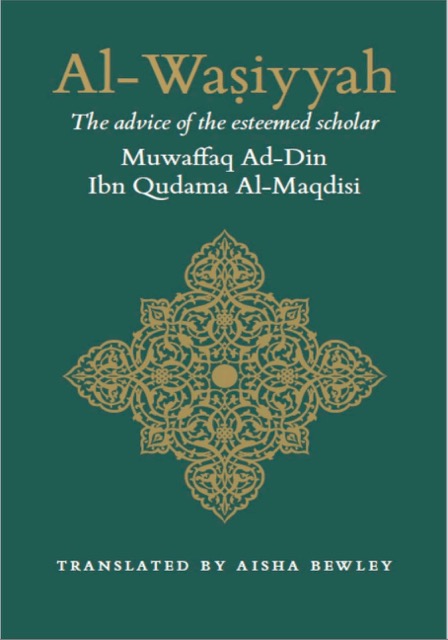 Al-Waṣiyyah
The advice of the esteemed scholar
Muwaffaq Ad-Din
Ibn Qudama Al-Maqdisi
TRANSLATED BY AISHA BEWLEY